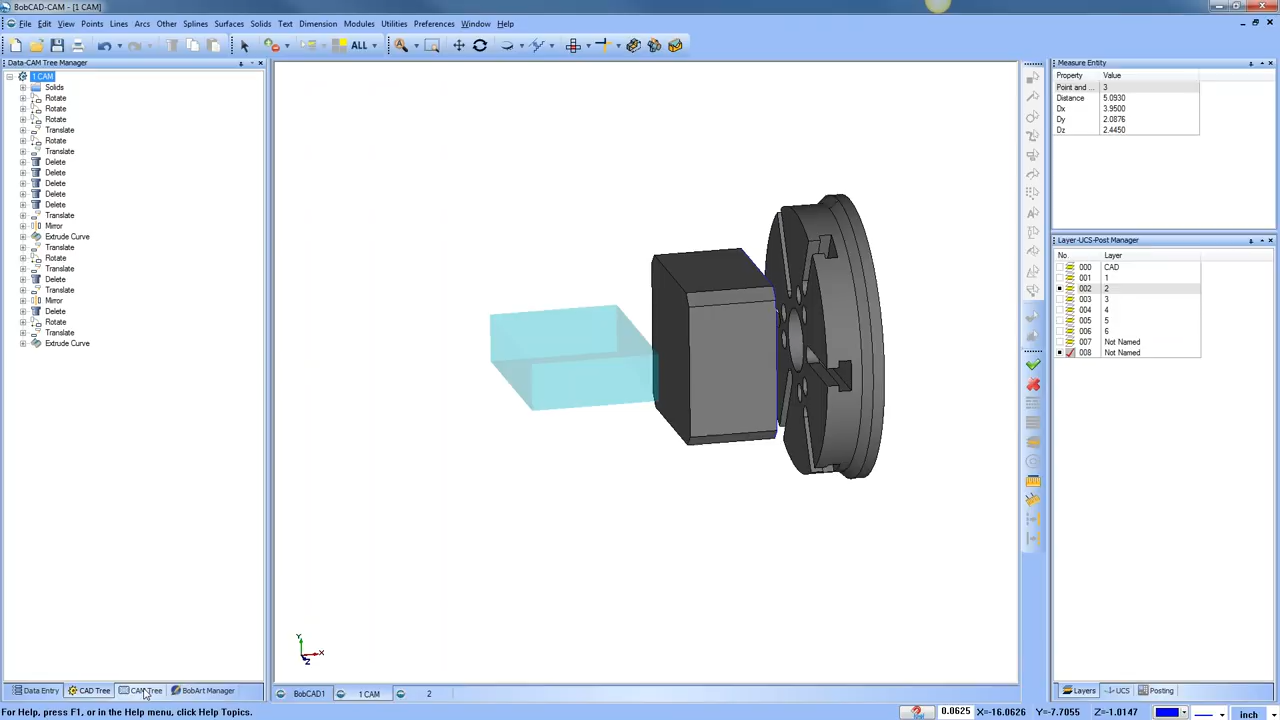 BobCAD-CAM - [1 CAM]
File Edit View Points Lines Arcs Other Splines Surfaces Solids Text Dimension Modules Utilities Preferences Window Help
ALL
Data-CAM Tree Manager
1 CAM
Solids
Rotate
Rotate
Rotate
Translate
Rotate
Translate
Delete
Delete
Delete
Delete
Delete
Translate
Mirror
Extrude Curve
Translate
Rotate
Translate
Delete
Translate
Mirror
Delete
Rotate
Translate
Extrude Curve
Data Entry CAD Tree CAM Tree BobArt Manager
Y
X
Z
BobCAD1 1 CAM 2
Measure Entity
Property Value
Point and ... 3
Distance 5.0930
Dx 3.9500
Dy 2.0876
Dz 2.4450
Layer-UCS-Post Manager
No. Layer
000 CAD
001 1
002 2
003 3
004 4
005 5
006 6
007 Not Named
008 Not Named
Layers UCS Posting
For Help, press F1, or in the Help menu, click Help Topics.
0.0625 X=-16.0626 Y=-7.7055 Z=-1.0147 inch